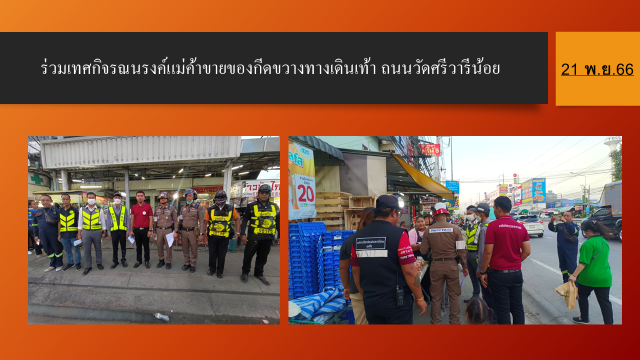 ร่วมเทศกิจรณนรงค์แม่ค้าขายของกีดขวางทางเดินเท้า ถนนวัดศรีวารีน้อย
21 พ.ย.66
20